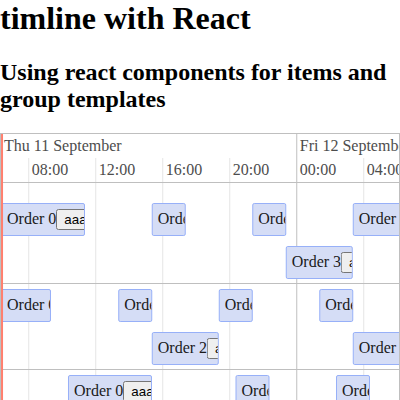 timline with React
Using react components for items and
group templates
Thu 11 September
Fri 12 Septemb
08:00 12:00 16:00 20:00 00:00 04:00
Order 0 aaa Ord Ord Order
Order 3
Order Ord Ord Ord
Order 2 Order
Order 0 aaa Ord Ord